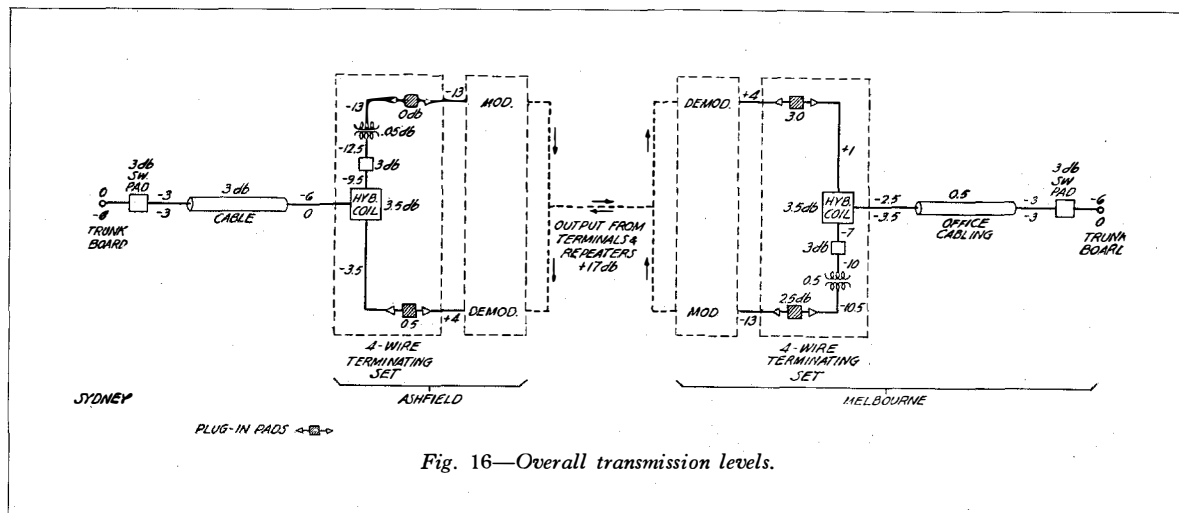 0
-6
TRUNK
BOARD
3db
SW.
PAD
-3
-3
3db
CABLE
-6
0
HYB.
COIL
3.5db
-9.5
3db
-12.5
.05db
-13
0db
-13
MOD.
-3.5
0.5
+4
DEMOD.
4-WIRE
TERMINATING
SET
ASHFIELD
SYDNEY
OUTPUT FROM
TERMINALS &
REPEATERS
+17db
DEMOD.
+4
3.0
+1
HYB.
COIL
3.5db
-7
3db
-10
0.5
-10.5
2.5db
-13
MOD
4-WIRE
TERMINATING
SET
-2.5
-3.5
0.5
OFFICE
CABLING
-3
-3
3db
SW
PAD
-6
0
TRUNK
BOARD
MELBOURNE
PLUG-IN PADS
Fig. 16—Overall transmission levels.